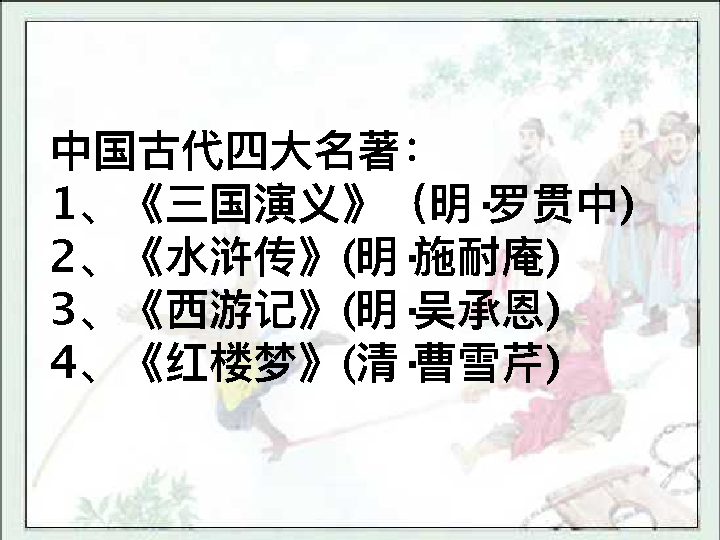 中国古代四大名著：
1、《三国演义》（明·罗贯中)
2、《水浒传》(明·施耐庵)
3、《西游记》(明·吴承恩)
4、《红楼梦》(清·曹雪芹)